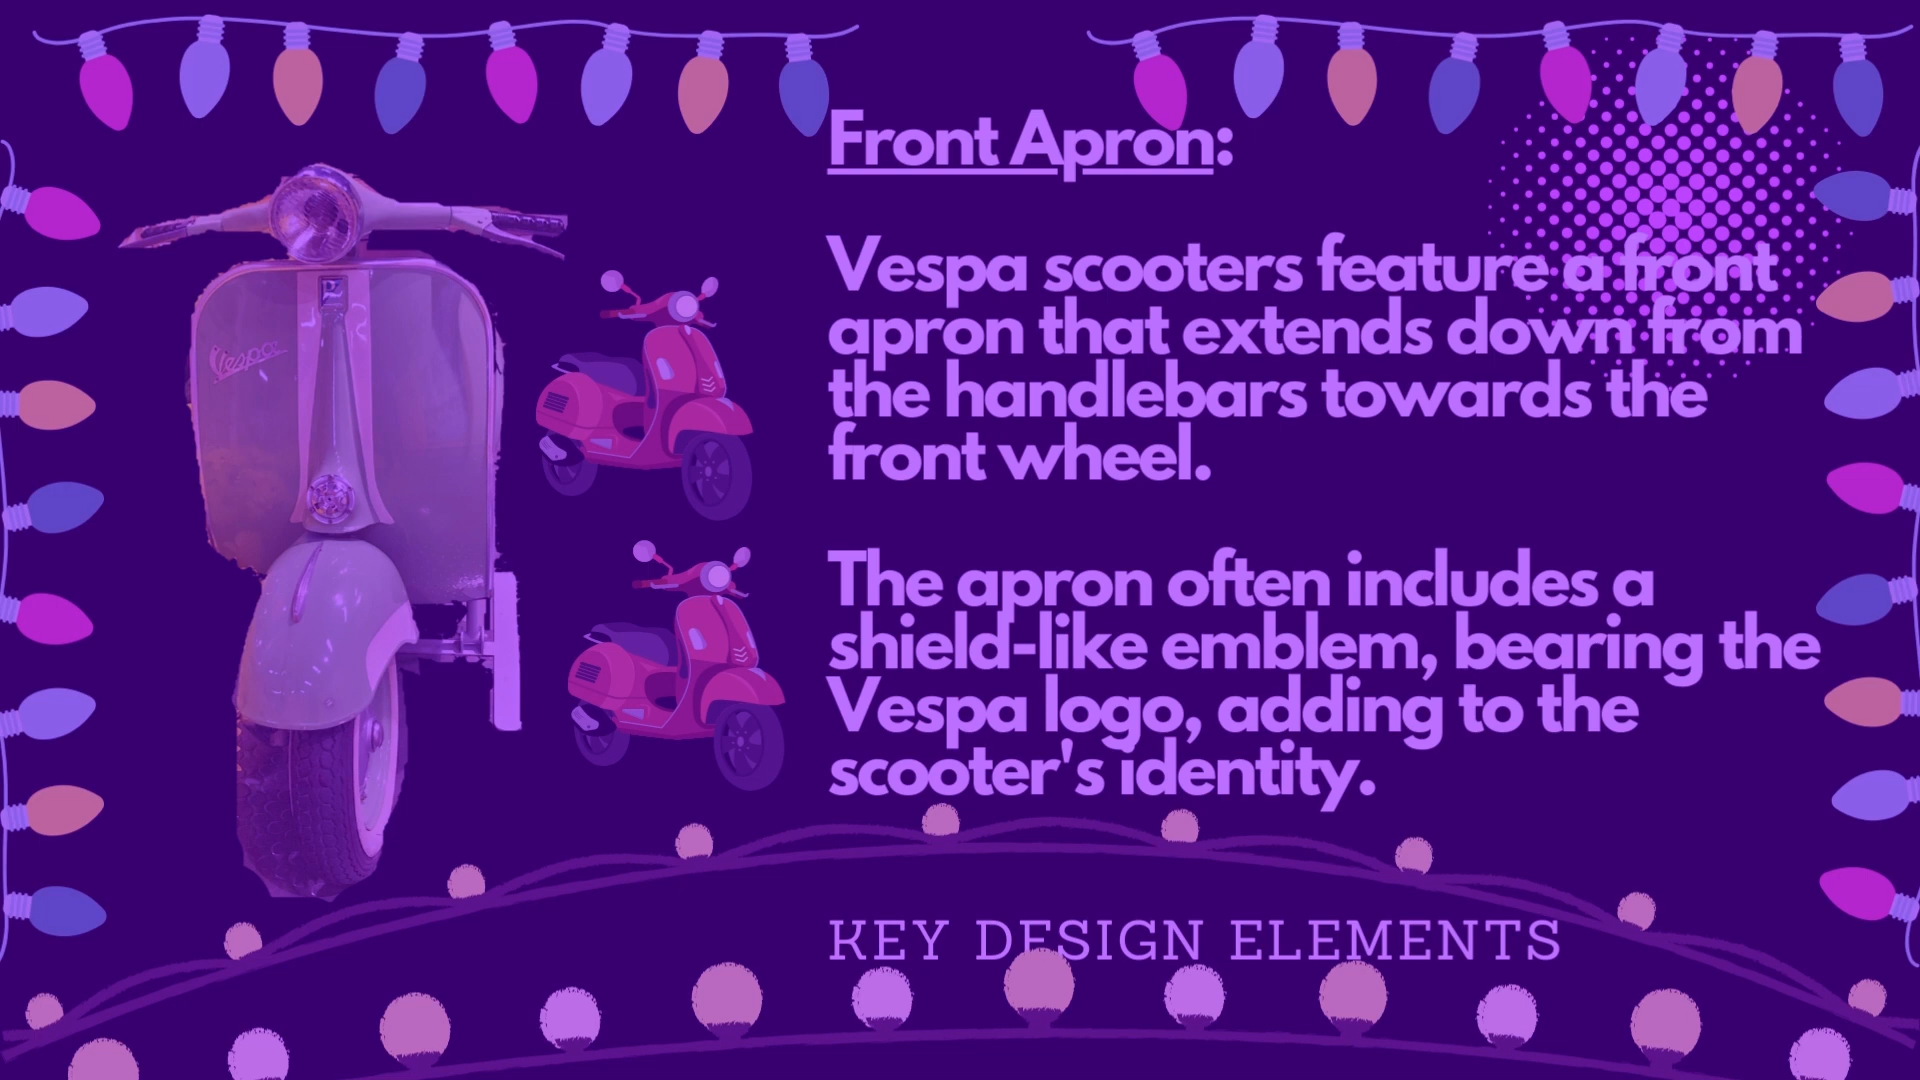 Front Apron:
Vespa scooters feature a front
apron that extends down from
the handlebars towards the
front wheel.
The apron often includes a
shield-like emblem, bearing the
Vespa logo, adding to the
scooter's identity.
KEY DESIGN ELEMENTS
Vespa